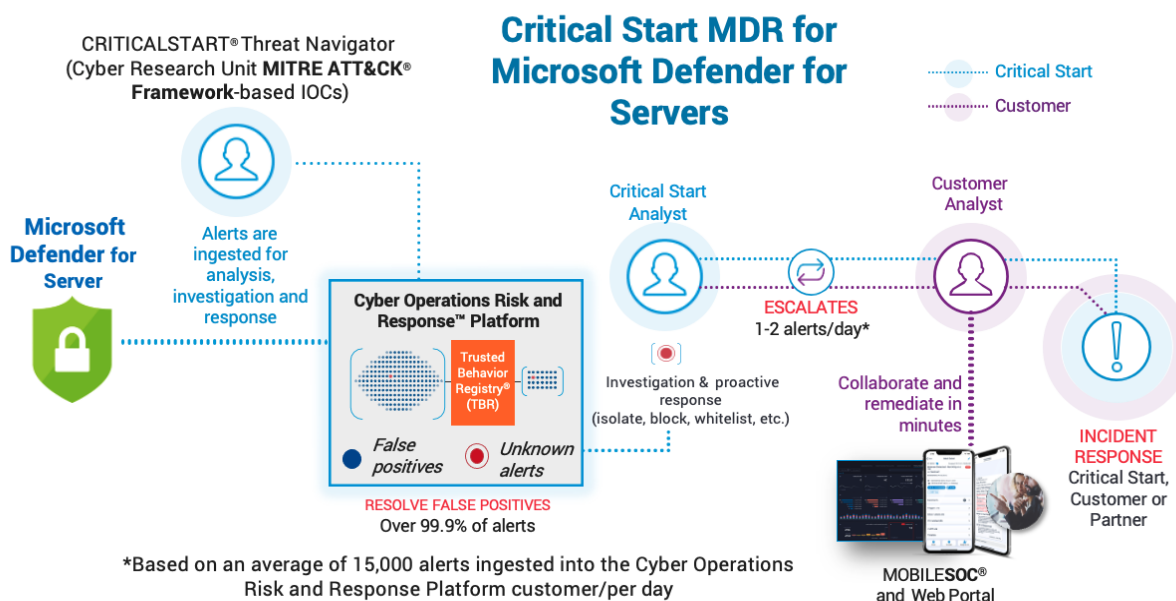 Critical Start MDR for
Microsoft Defender for
Servers
CRITICALSTART® Threat Navigator
(Cyber Research Unit MITRE ATT&CK®
Framework-based IOCs)
Critical Start
Customer
Microsoft
Defender for
Server
Alerts are
ingested for
analysis,
investigation and
response
Cyber Operations Risk and
Response™ Platform
Trusted
Behavior
Registry®
(TBR)
False
positives
Unknown
alerts
RESOLVE FALSE POSITIVES
Over 99.9% of alerts
Critical Start
Analyst
Investigation & proactive
response
(isolate, block, whitelist, etc.)
ESCALATES
1-2 alerts/day*
Customer
Analyst
Collaborate and
remediate in
minutes
MOBILESOC®
and Web Portal
INCIDENT
RESPONSE
Critical Start,
Customer or
Partner
*Based on an average of 15,000 alerts ingested into the Cyber Operations
Risk and Response Platform customer/per day